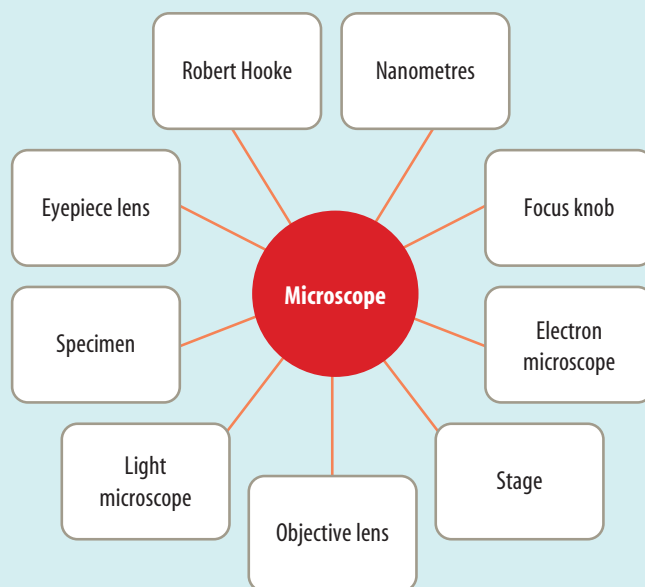 Robert Hooke
Nanometres
Eyepiece lens
Focus knob
Microscope
Specimen
Electron
microscope
Light
microscope
Stage
Objective lens